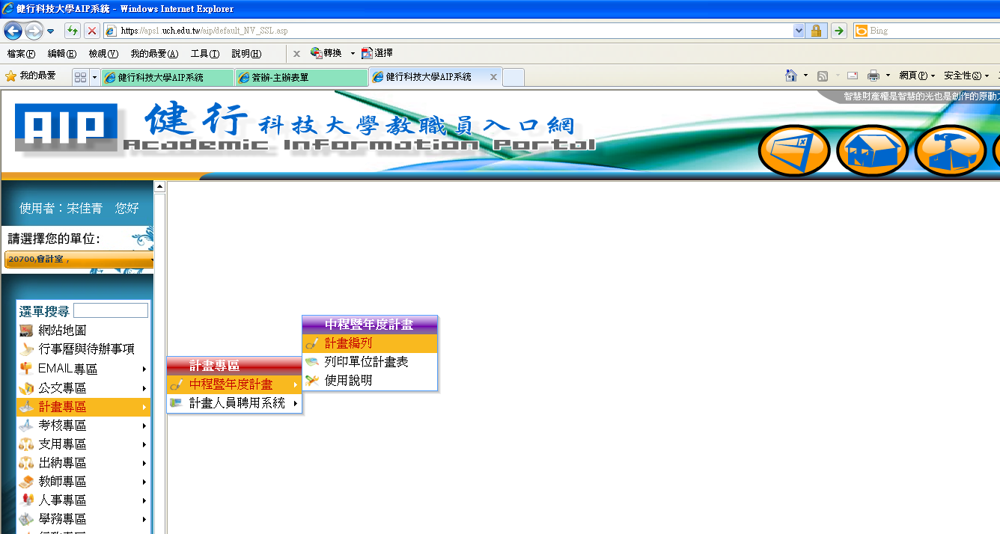 健行科技大學AIP系統 - Windows Internet Explorer
https://aps1.uch.edu.tw/aip/default_NV_SSL.asp
Bing
檔案(F) 編輯(E) 檢視(V) 我的最愛(A) 工具(T) 說明(H)
轉換 選擇
我的最愛
健行科技大學AIP系統
簽辦-主辦表單
健行科技大學AIP系統
網頁(P) 安全性(S)
智慧財產權是智慧的光也是創作的原動
AIP 健行科技大學教職員入口網
Academic Information Portal
使用者：宋佳青 您好
請選擇您的單位:
20700,會計室 ,
選單搜尋
網站地圖
行事曆與待辦事項
EMAIL專區
公文專區
計畫專區
考核專區
支用專區
出納專區
教師專區
人事專區
學務專區
計畫專區
中程暨年度計畫
計畫人員聘用系統
中程暨年度計畫
計畫編列
列印單位計畫表
使用說明